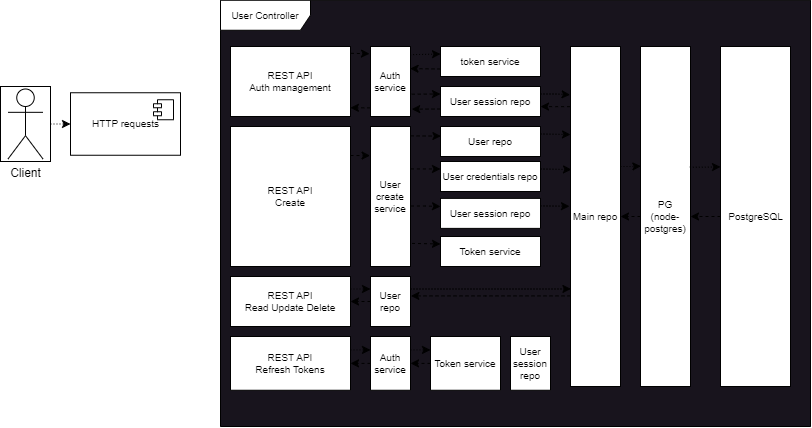 User Controller
Client
HTTP requests
REST API
Auth management
Auth
service
token service
User session repo
REST API
Create
User
create
service
User repo
User credentials repo
User session repo
Token service
REST API
Read Update Delete
User
repo
REST API
Refresh Tokens
Auth
service
Token service
User
session
repo
Main repo
PG
(node-
postgres)
PostgreSQL